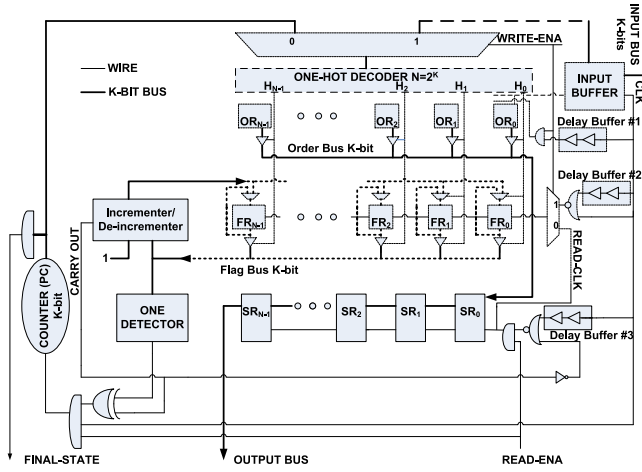 0 1
WRITE-ENA
INPUT BUS
K-bits
CLK
WIRE
K-BIT BUS
ONE-HOT DECODER N=2^K
H_N-1 H_2 H_1 H_0
INPUT
BUFFER
OR_N-1 OR_2 OR_1 OR_0
Delay Buffer #1
Order Bus K-bit
Delay Buffer #2
Incrementer/
De-incrementer
FR_N-1 FR_2 FR_1 FR_0
1
0
1
Flag Bus K-bit
READ-CLK
CARRY OUT
COUNTER (PC)
K-bit
ONE
DETECTOR
SR_N-1 SR_2 SR_1 SR_0
Delay Buffer #3
FINAL-STATE OUTPUT BUS READ-ENA